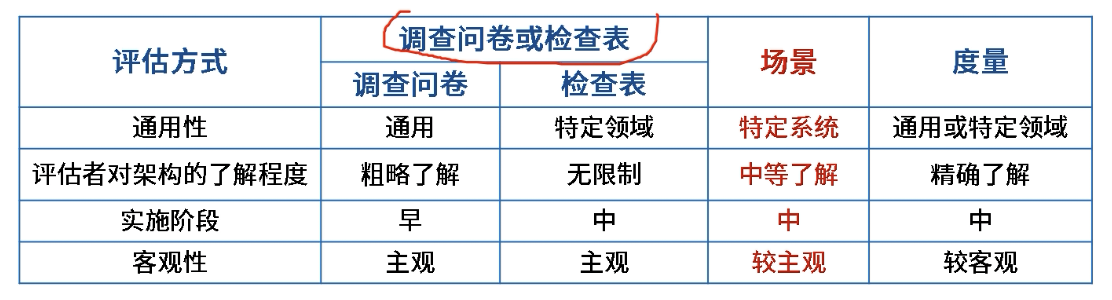 评估方式 调查问卷或检查表 场景 度量
调查问卷 检查表
通用性 通用 特定领域 特定系统 通用或特定领域
评估者对架构的了解程度 粗略了解 无限制 中等了解 精确了解
实施阶段 早 中 中 中
客观性 主观 主观 较主观 较客观